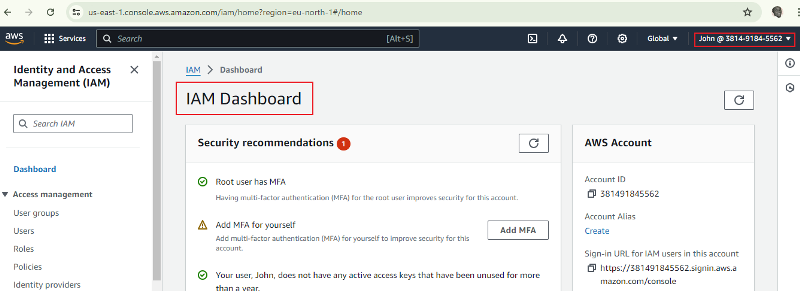 us-east-1.console.aws.amazon.com/iam/home?region=eu-north-1#/home
aws
Services
Search
[Alt+S]
Global
John @ 3814-9184-5562
Identity and Access
Management (IAM)
Search IAM
Dashboard
Access management
User groups
Users
Roles
Policies
Identity providers
IAM > Dashboard
IAM Dashboard
Security recommendations 1
Root user has MFA
Having multi-factor authentication (MFA) for the root user improves security for this account.
Add MFA for yourself
Add multi-factor authentication (MFA) for yourself to improve security for this
account.
Add MFA
Your user, John, does not have any active access keys that have been unused for more
than a year.
AWS Account
Account ID
381491845562
Account Alias
Create
Sign-in URL for IAM users in this account
https://381491845562.signin.aws.a
mazon.com/console